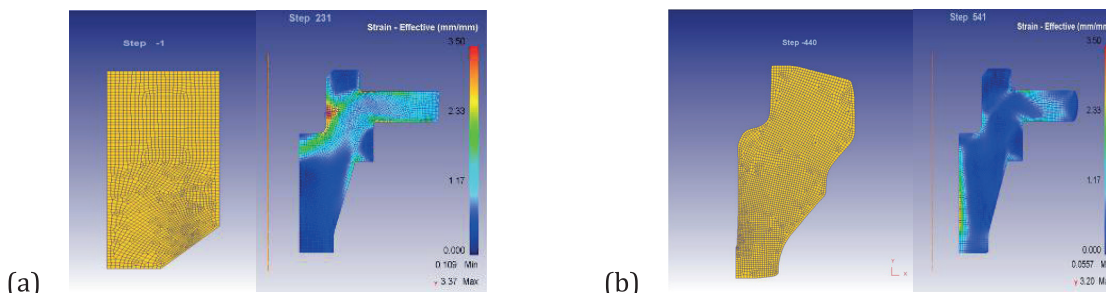 Step -1
Step 231
Strain - Effective (mm/mm)
3.50
2.33
1.17
0.000
0.109 Min
3.37 Max
(a)
Step -440
Y
X
Step 541
Strain - Effective (mm/mm
3.50
2.33
1.17
0.000
0.0557 M
3.20 Ma
(b)